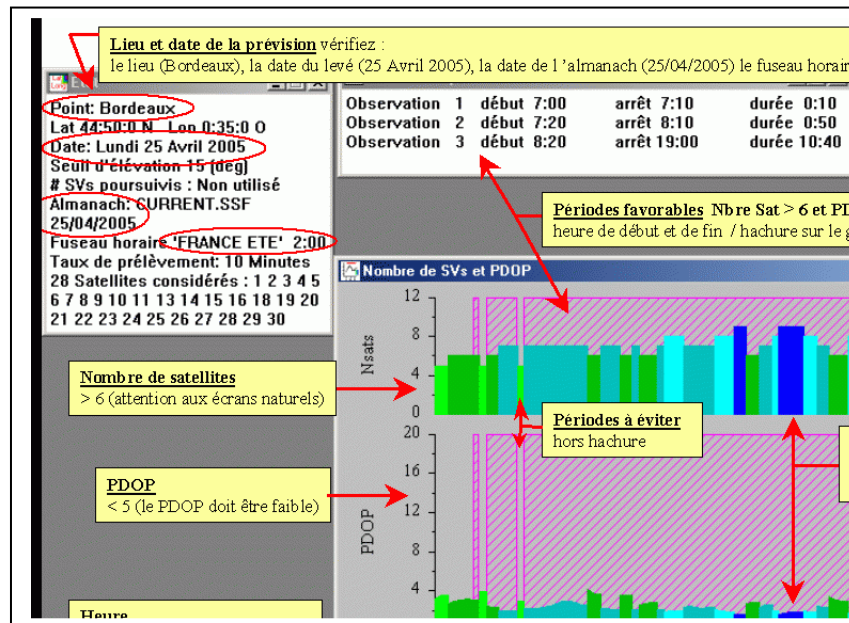 Lieu et date de la prévision vérifiez :
le lieu (Bordeaux), la date du levé (25 Avril 2005), la date de l 'almanach (25/04/2005) le fuseau horair
Point: Bordeaux
Lat 44:50:0 N Lon 0:35:0 O
Date: Lundi 25 Avril 2005
Seuil d'élévation 15 (deg)
# SVs poursuivis : Non utilisé
Almanach: CURRENT.SSF
25/04/2005
Fuseau horaire 'FRANCE ETE' 2:00
Taux de prélèvement: 10 Minutes
28 Satellites considérés : 1 2 3 4 5
6 7 8 9 10 11 13 14 15 16 18 19 20
21 22 23 24 25 26 27 28 29 30
Observation 1 début 7:00 arrêt 7:10 durée 0:10
Observation 2 début 7:20 arrêt 8:10 durée 0:50
Observation 3 début 8:20 arrêt 19:00 durée 10:40
Périodes favorables Nbre Sat > 6 et PD
heure de début et de fin / hachure sur le g
Nombre de SVs et PDOP
12
8
4
0
Nsats
Nombre de satellites
> 6 (attention aux écrans naturels)
Périodes à éviter
hors hachure
PDOP
< 5 (le PDOP doit être faible)
20
16
12
8
4
PDOP
Heure